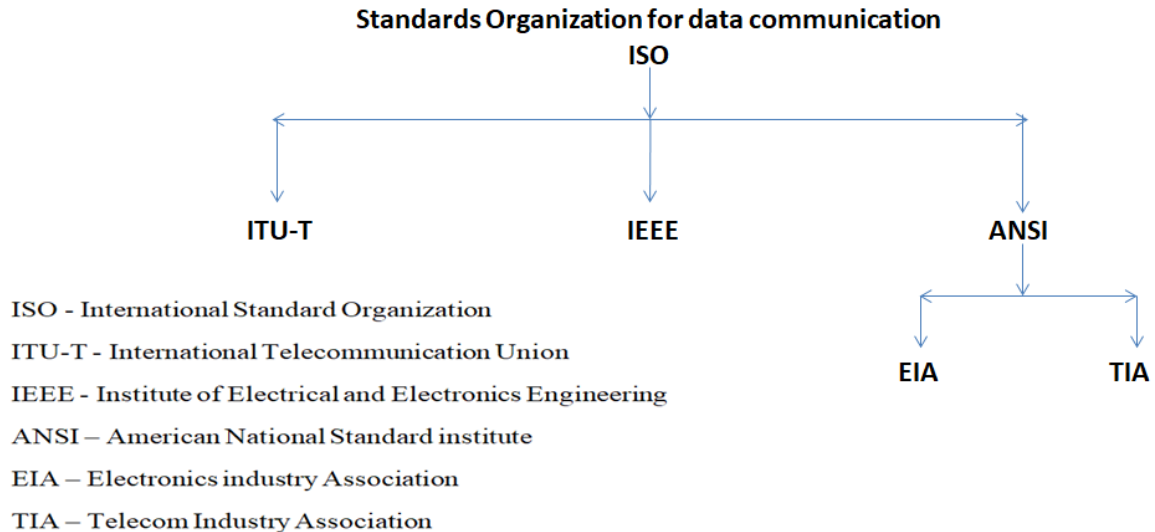 Standards Organization for data communication
ISO
ITU-T IEEE ANSI
EIA TIA
ISO - International Standard Organization
ITU-T - International Telecommunication Union
IEEE - Institute of Electrical and Electronics Engineering
ANSI – American National Standard institute
EIA – Electronics industry Association
TIA – Telecom Industry Association